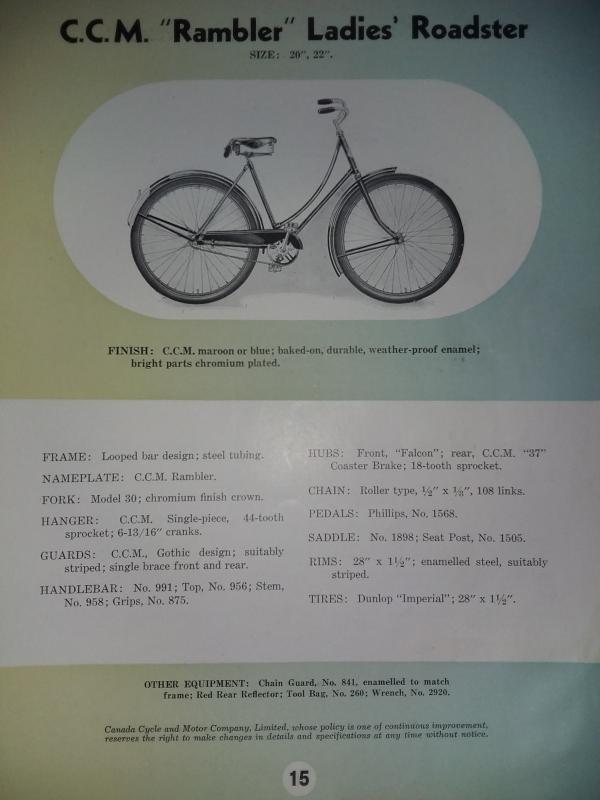 C.C.M. "Rambler" Ladies' Roadster
SIZE: 20", 22".
FINISH: C.C.M. maroon or blue; baked-on, durable, weather-proof enamel;
bright parts chromium plated.
FRAME: Looped bar design; steel tubing.
NAMEPLATE: C.C.M. Rambler.
FORK: Model 30; chromium finish crown.
HANGER: C.C.M. Single-piece, 44-tooth
sprocket; 6-13/16" cranks.
GUARDS: C.C.M., Gothic design; suitably
striped; single brace front and rear.
HANDLEBAR: No. 991; Top, No. 956; Stem,
No. 958; Grips, No. 875.
HUBS: Front, "Falcon"; rear, C.C.M. "37"
Coaster Brake; 18-tooth sprocket.
CHAIN: Roller type, ½" x ⅛", 108 links.
PEDALS: Phillips, No. 1568.
SADDLE: No. 1898; Seat Post, No. 1505.
RIMS: 28" x 1½"; enamelled steel, suitably
striped.
TIRES: Dunlop "Imperial"; 28" x 1½".
OTHER EQUIPMENT: Chain Guard, No. 841, enamelled to match
frame; Red Rear Reflector; Tool Bag, No. 260; Wrench, No. 2920.
Canada Cycle and Motor Company, Limited, whose policy is one of continuous improvement,
reserves the right to make changes in details and specifications at any time without notice.
15